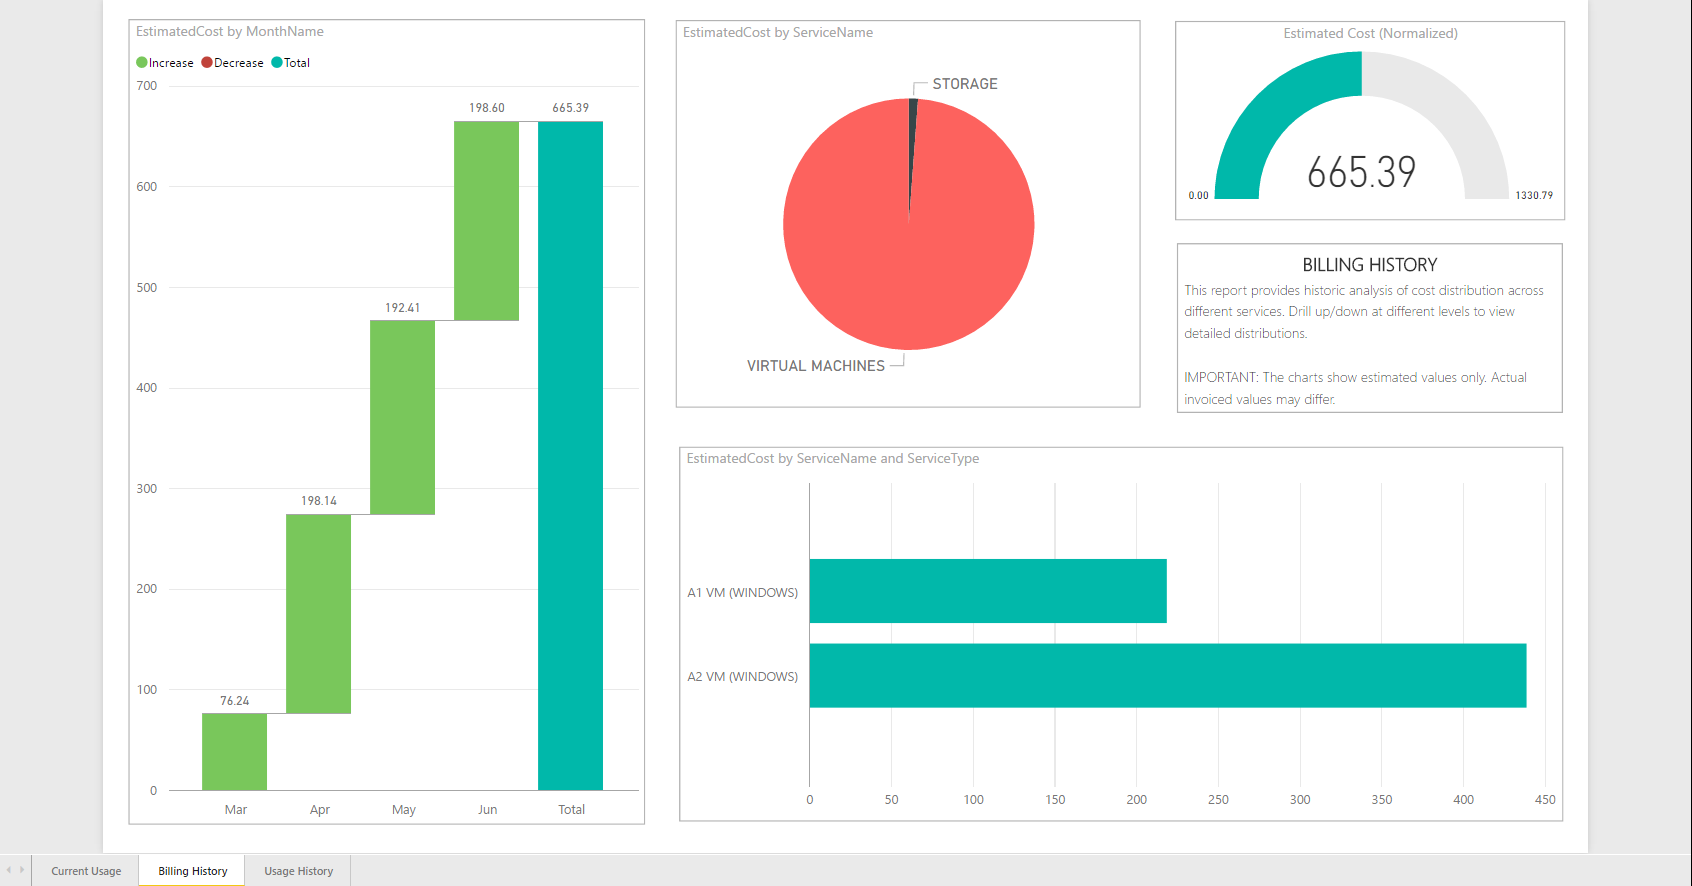 EstimatedCost by MonthName
Increase Decrease Total
700
600
500
400
300
200
100
0
76.24
198.14
192.41
198.60
665.39
Mar Apr May Jun Total
EstimatedCost by ServiceName
STORAGE
VIRTUAL MACHINES
Estimated Cost (Normalized)
665.39
0.00
1330.79
BILLING HISTORY
This report provides historic analysis of cost distribution across
different services. Drill up/down at different levels to view
detailed distributions.
IMPORTANT: The charts show estimated values only. Actual
invoiced values may differ.
EstimatedCost by ServiceName and ServiceType
A1 VM (WINDOWS)
A2 VM (WINDOWS)
0 50 100 150 200 250 300 350 400 450
Current Usage Billing History Usage History